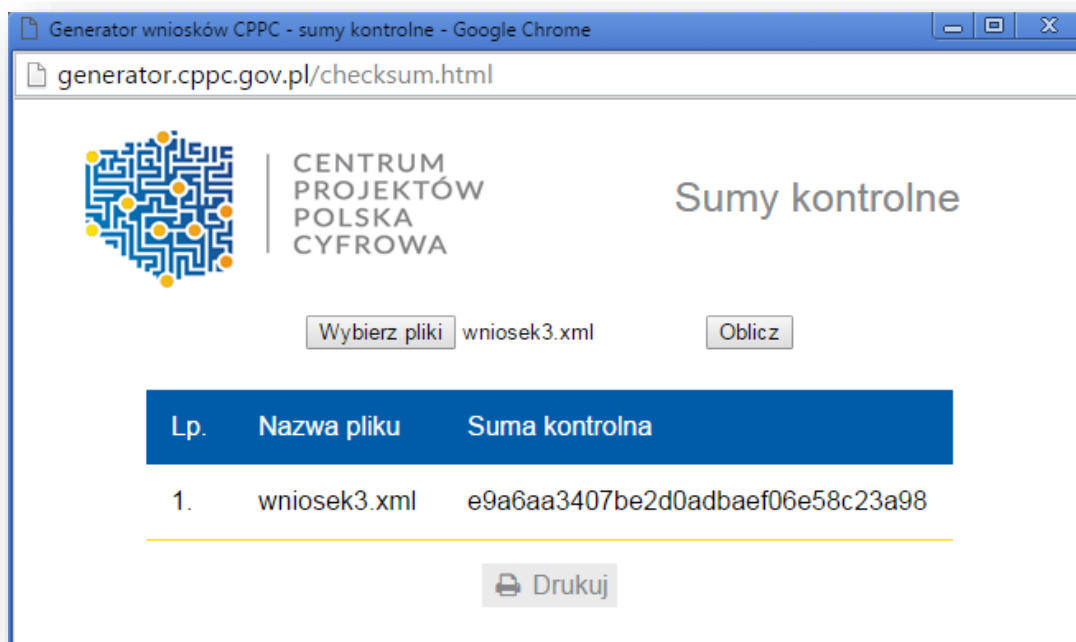 Generator wniosków CPPC - sumy kontrolne - Google Chrome
generator.cppc.gov.pl/checksum.html
CENTRUM
PROJEKTÓW
POLSKA
CYFROWA
Sumy kontrolne
Wybierz pliki wniosek3.xml Oblicz
Lp. Nazwa pliku Suma kontrolna
1. wniosek3.xml e9a6aa3407be2d0adbaef06e58c23a98
Drukuj